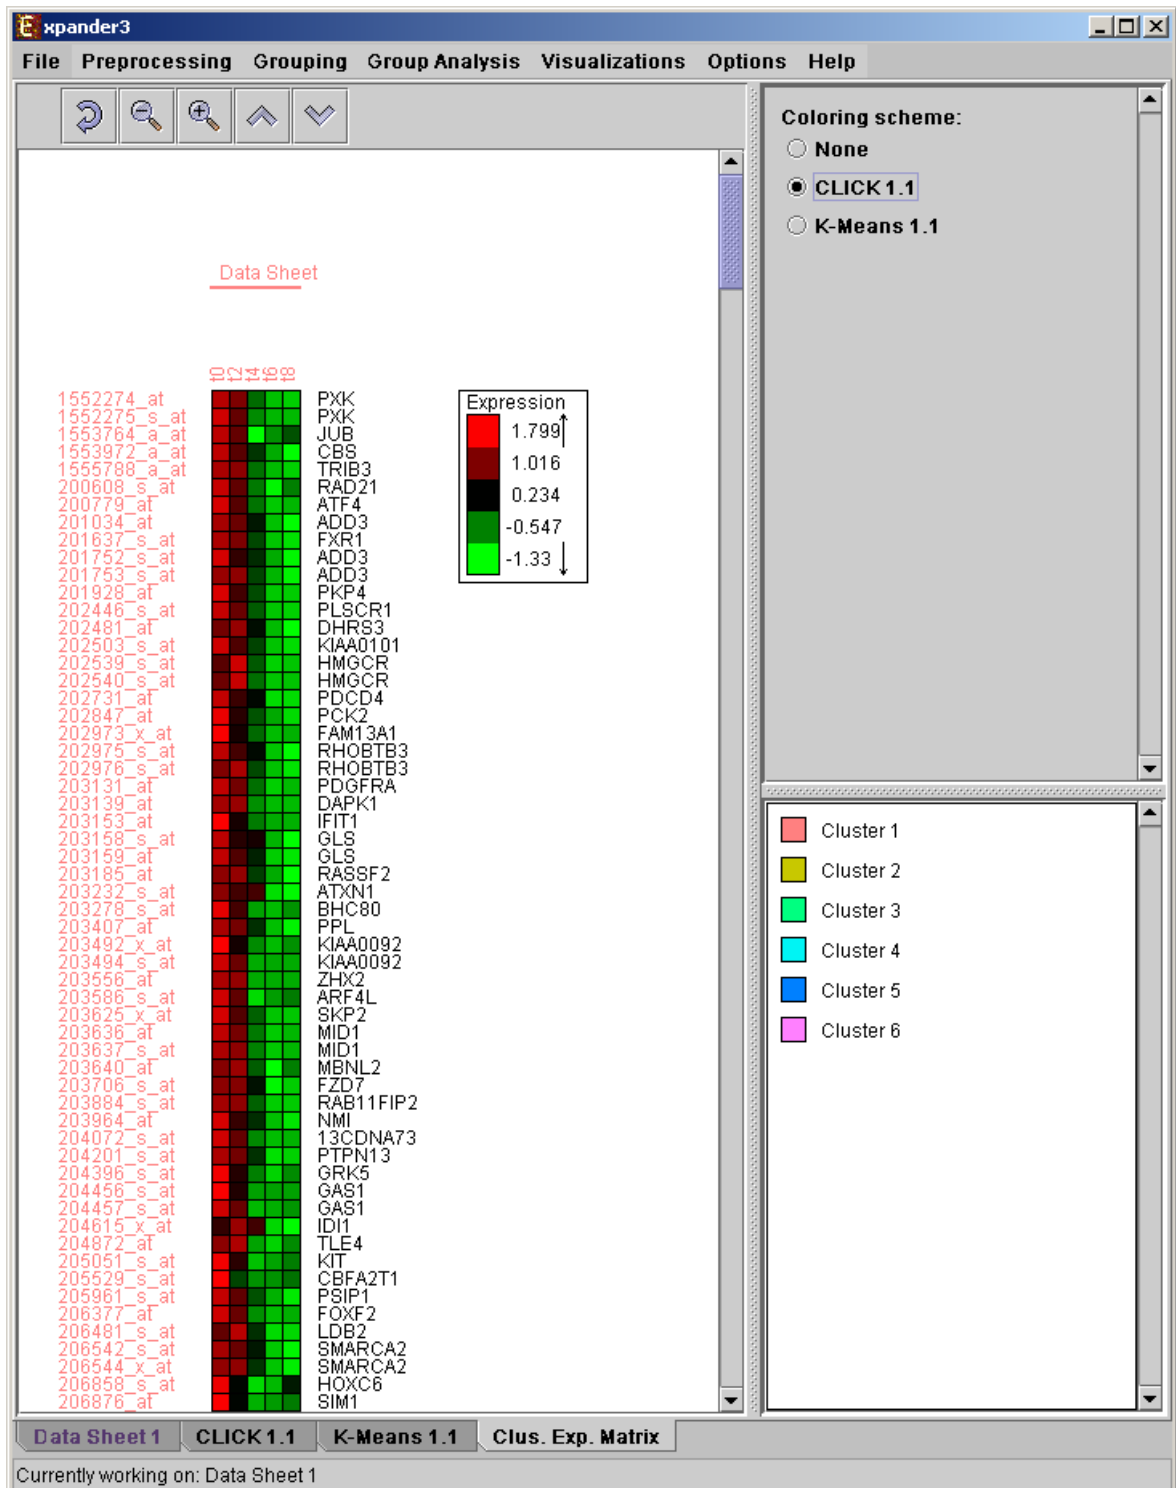 xpander3
File Preprocessing Grouping Group Analysis Visualizations Options Help
Coloring scheme:
None
CLICK 1.1
K-Means 1.1
Data Sheet
t0 t2 t4 t6 t8
1552274_at PXK
1552275_s_at PXK
1553764_a_at JUB
1553972_a_at CBS
1555788_a_at TRIB3
200608_s_at RAD21
200779_at ATF4
201034_at ADD3
201637_s_at FXR1
201752_s_at ADD3
201753_s_at ADD3
201928_at PKP4
202446_s_at PLSCR1
202481_at DHRS3
202503_s_at KIAA0101
202539_s_at HMGCR
202540_s_at HMGCR
202731_at PDCD4
202847_at PCK2
202973_x_at FAM13A1
202975_s_at RHOBTB3
202976_s_at RHOBTB3
203131_at PDGFRA
203139_at DAPK1
203153_at IFIT1
203158_s_at GLS
203159_at GLS
203185_at RASSF2
203232_s_at ATXN1
203278_s_at BHC80
203407_at PPL
203492_x_at KIAA0092
203494_s_at KIAA0092
203556_at ZHX2
203586_s_at ARF4L
203625_x_at SKP2
203636_at MID1
203637_s_at MID1
203640_at MBNL2
203706_s_at FZD7
203884_s_at RAB11FIP2
203964_at NMI
204072_s_at 13CDNA73
204201_s_at PTPN13
204396_s_at GRK5
204456_s_at GAS1
204457_s_at GAS1
204615_x_at IDI1
204872_at TLE4
205051_s_at KIT
205529_s_at CBFA2T1
205961_s_at PSIP1
206377_at FOXF2
206481_s_at LDB2
206542_s_at SMARCA2
206544_x_at SMARCA2
206858_s_at HOXC6
206876_at SIM1
Expression
1.799
1.016
0.234
-0.547
-1.33
Cluster 1
Cluster 2
Cluster 3
Cluster 4
Cluster 5
Cluster 6
Data Sheet 1 CLICK 1.1 K-Means 1.1 Clus. Exp. Matrix
Currently working on: Data Sheet 1